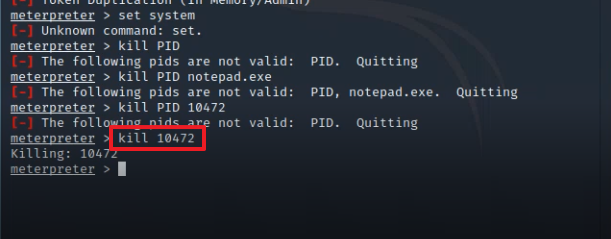 [-] Token Duplication (In Memory/Admin)
meterpreter > set system
[-] Unknown command: set.
meterpreter > kill PID
[-] The following pids are not valid:  PID.  Quitting
meterpreter > kill PID notepad.exe
[-] The following pids are not valid:  PID, notepad.exe.  Quitting
meterpreter > kill PID 10472
[-] The following pids are not valid:  PID.  Quitting
meterpreter > kill 10472
Killing: 10472
meterpreter >